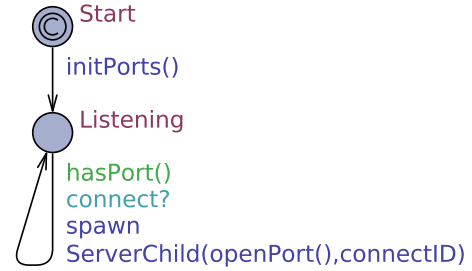 Start
C
initPorts()
Listening
hasPort()
connect?
spawn
ServerChild(openPort(),connectID)